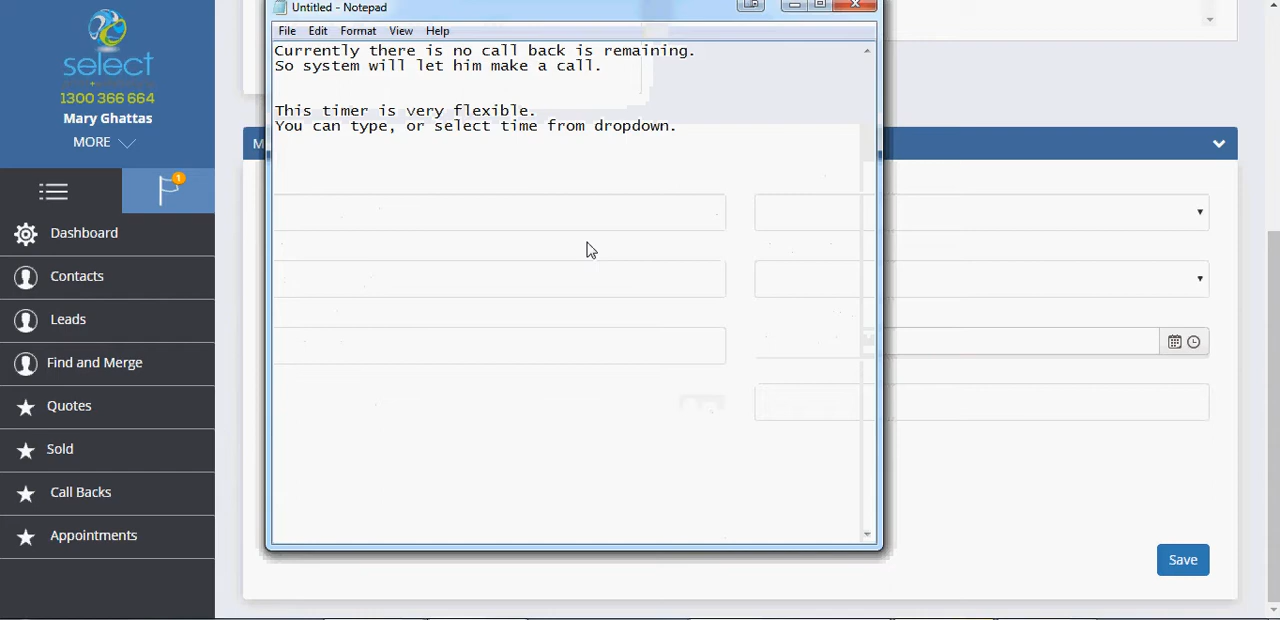 select
1300 366 664
Mary Ghattas
MORE
1
Dashboard
Contacts
Leads
Find and Merge
Quotes
Sold
Call Backs
Appointments
Untitled - Notepad
File Edit Format View Help
Currently there is no call back is remaining.
So system will let him make a call.
This timer is very flexible.
You can type, or select time from dropdown.
M
Save